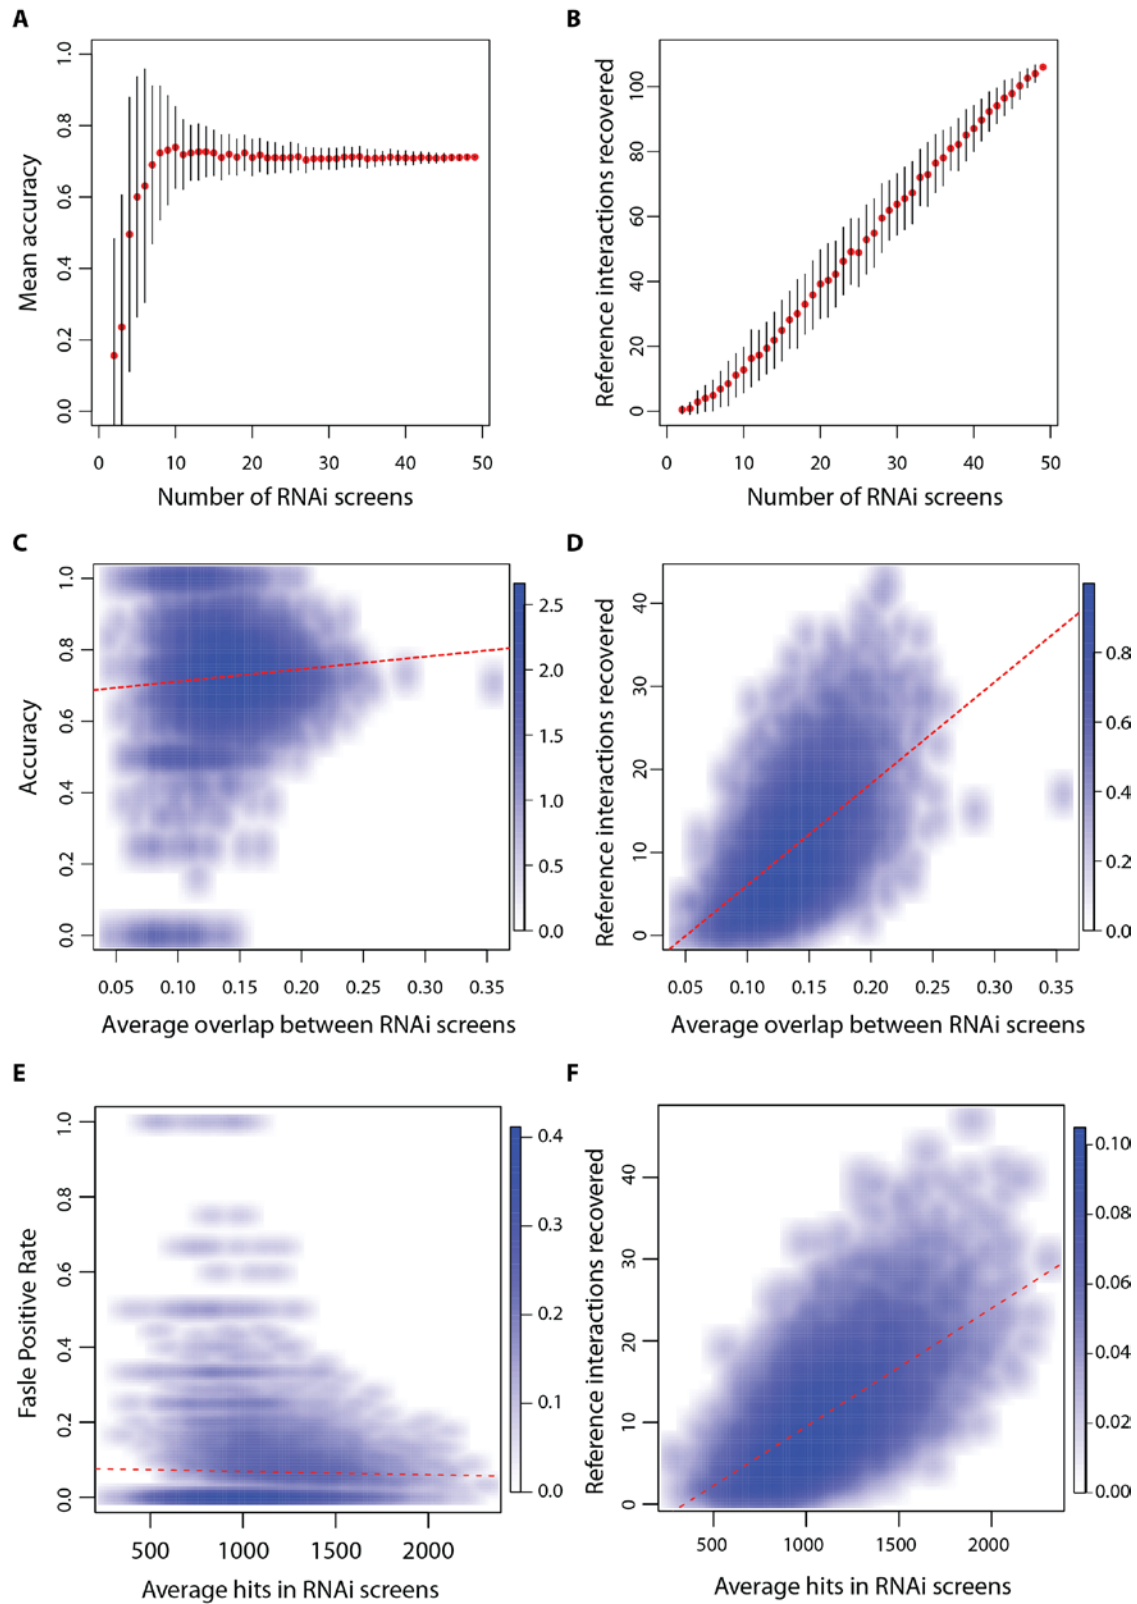 A
B
Mean accuracy
0.0 0.2 0.4 0.6 0.8 1.0
0 10 20 30 40 50
Number of RNAi screens
Reference interactions recovered
0 20 40 60 80 100
0 10 20 30 40 50
Number of RNAi screens
C
D
Accuracy
0.0 0.2 0.4 0.6 0.8 1.0
0.05 0.10 0.15 0.20 0.25 0.30 0.35
Average overlap between RNAi screens
2.5
2.0
1.5
1.0
0.5
0.0
Reference interactions recovered
0 10 20 30 40
0.05 0.10 0.15 0.20 0.25 0.30 0.35
Average overlap between RNAi screens
0.8
0.6
0.4
0.2
0.0
E
F
Fasle Positive Rate
0.0 0.2 0.4 0.6 0.8 1.0
500 1000 1500 2000
Average hits in RNAi screens
0.4
0.3
0.2
0.1
0.0
Reference interactions recovered
0 10 20 30 40
500 1000 1500 2000
Average hits in RNAi screens
0.10
0.08
0.06
0.04
0.02
0.00